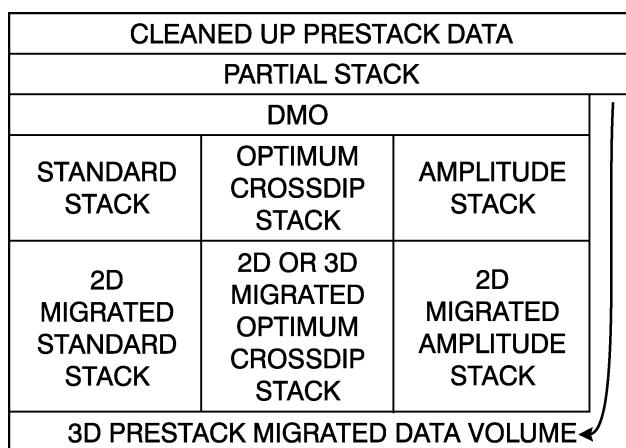 CLEANED UP PRESTACK DATA
PARTIAL STACK
DMO
STANDARD
STACK
OPTIMUM
CROSSDIP
STACK
AMPLITUDE
STACK
2D
MIGRATED
STANDARD
STACK
2D OR 3D
MIGRATED
OPTIMUM
CROSSDIP
STACK
2D
MIGRATED
AMPLITUDE
STACK
3D PRESTACK MIGRATED DATA VOLUME